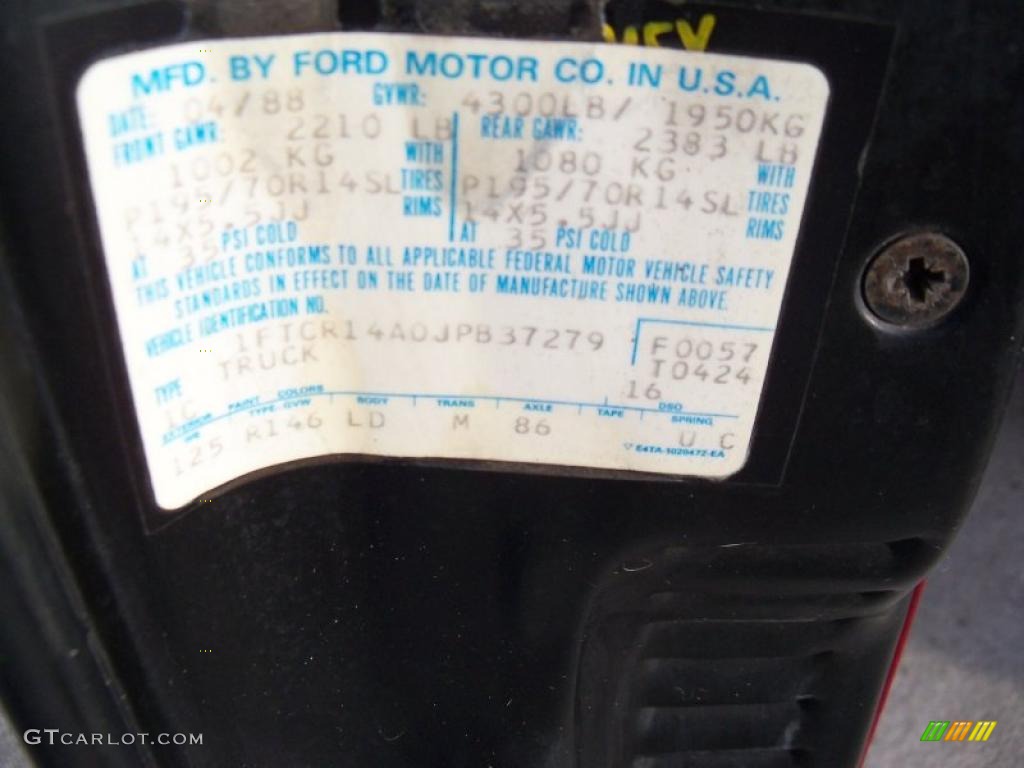 MFD. BY FORD MOTOR CO. IN U.S.A.
DATE: 04/88 GVWR: 4300LB/ 1950KG
FRONT GAWR: 2210 LB REAR GAWR: 2383 LB
1002 KG WITH 1080 KG WITH
P195/70R14SL TIRES P195/70R14SL TIRES
14X5.5JJ RIMS 14X5.5JJ RIMS
AT 35 PSI COLD AT 35 PSI COLD
THIS VEHICLE CONFORMS TO ALL APPLICABLE FEDERAL MOTOR VEHICLE SAFETY
STANDARDS IN EFFECT ON THE DATE OF MANUFACTURE SHOWN ABOVE.
VEHICLE IDENTIFICATION NO.
1FTCR14A0JPB37279 F0057
TYPE TRUCK T0424
1C 16
EXTERIOR PAINT COLORS DSO
WB TYPE-GVW BODY TRANS AXLE TAPE SPRING
125 R146 LD M 86 U C
E4TA-1020472-EA
GTCARLOT.COM